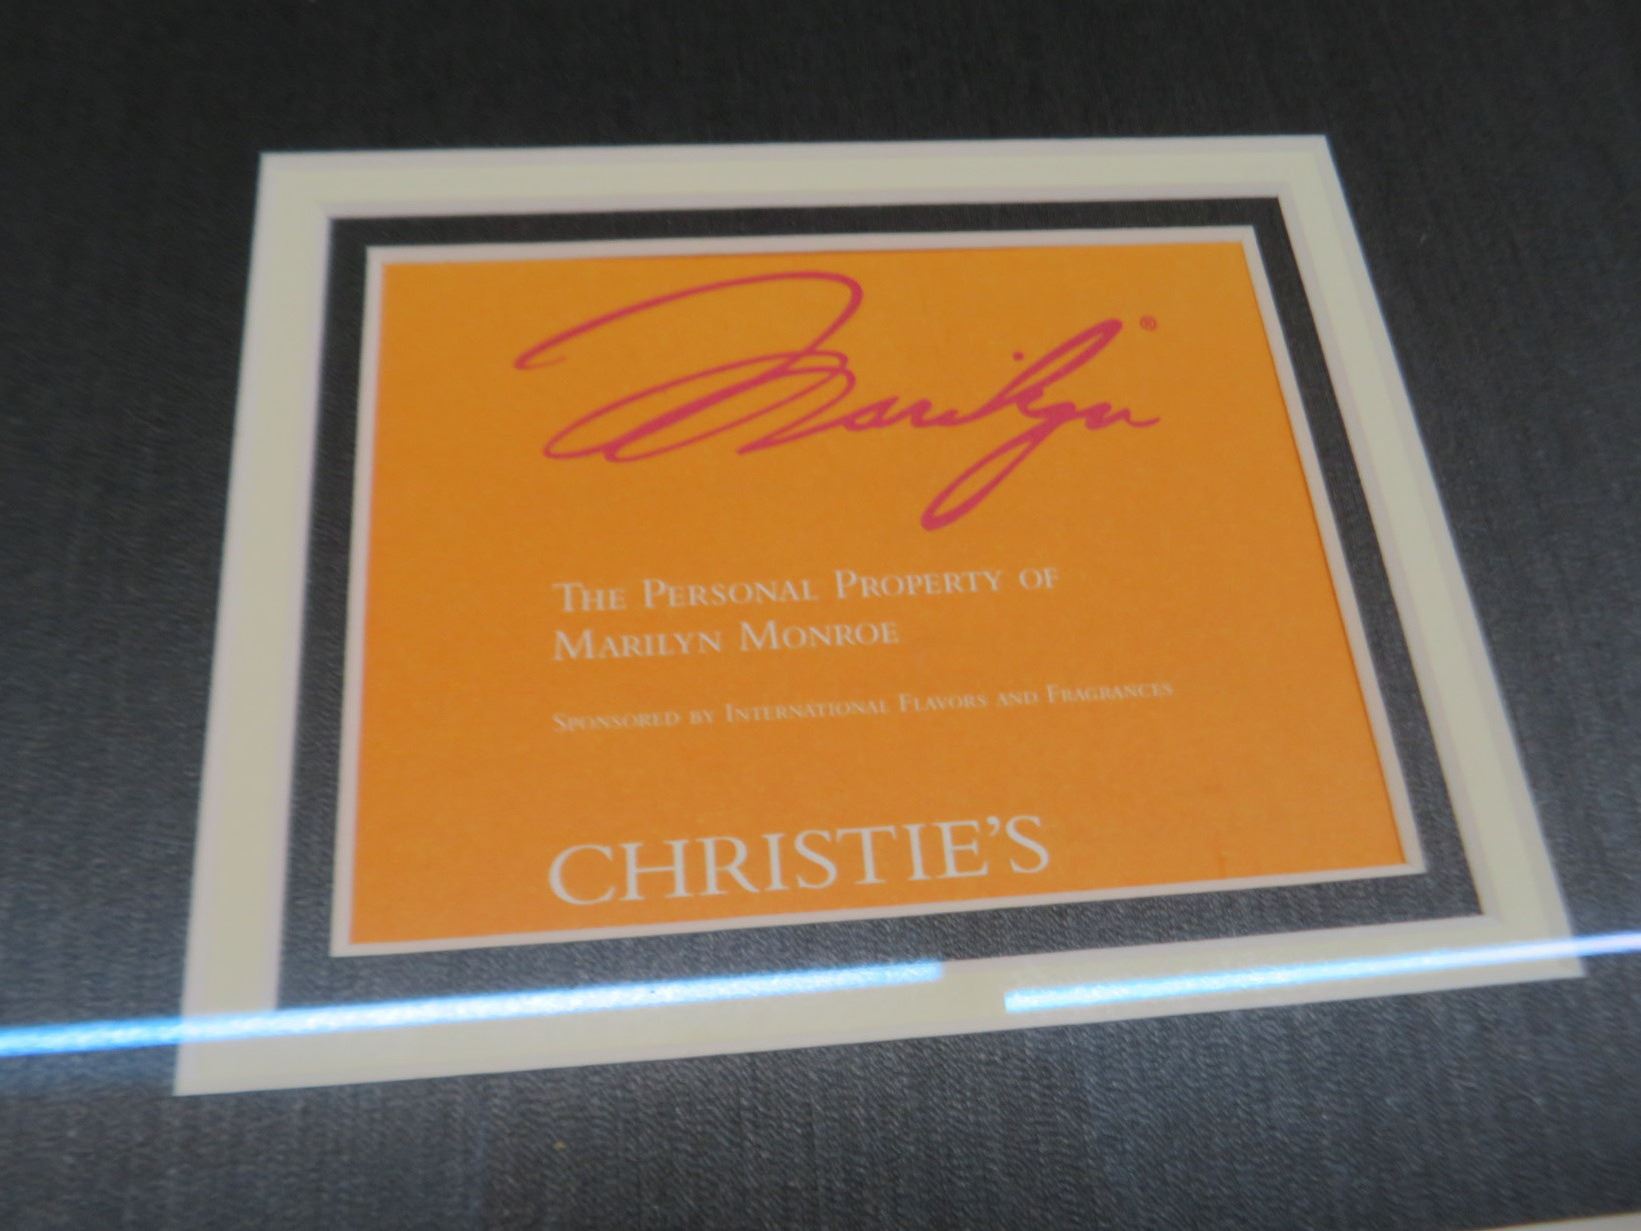 Marilyn®
THE PERSONAL PROPERTY OF
MARILYN MONROE
SPONSORED BY INTERNATIONAL FLAVORS AND FRAGRANCES
CHRISTIE'S